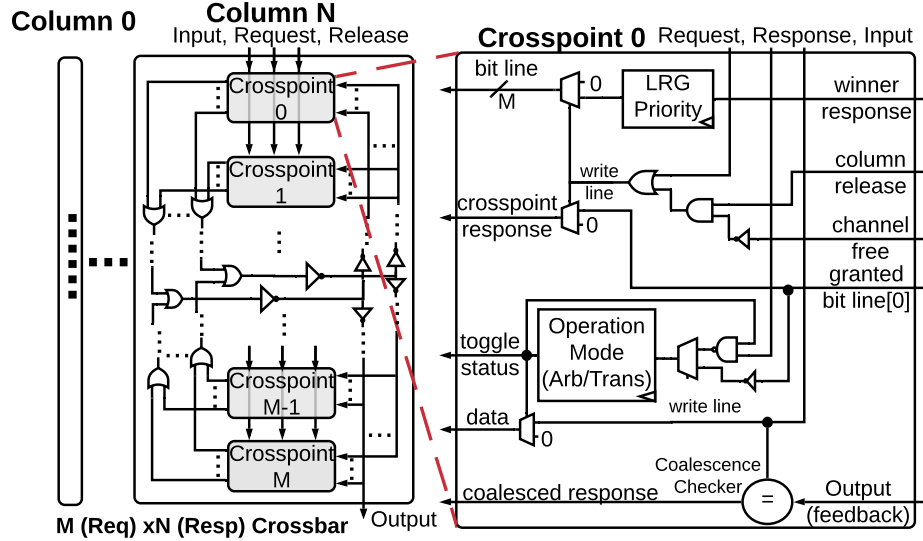 Column 0
Column N
Input, Request, Release
Crosspoint
0
Crosspoint
1
Crosspoint
M-1
Crosspoint
M
Output
M (Req) xN (Resp) Crossbar
Crosspoint 0
Request, Response, Input
bit line
M
0
LRG
Priority
winner
response
write
line
column
release
crosspoint
response
0
channel
free
granted
bit line[0]
toggle
status
Operation
Mode
(Arb/Trans)
data
0
write line
Coalescence
Checker
=
coalesced response
Output
(feedback)